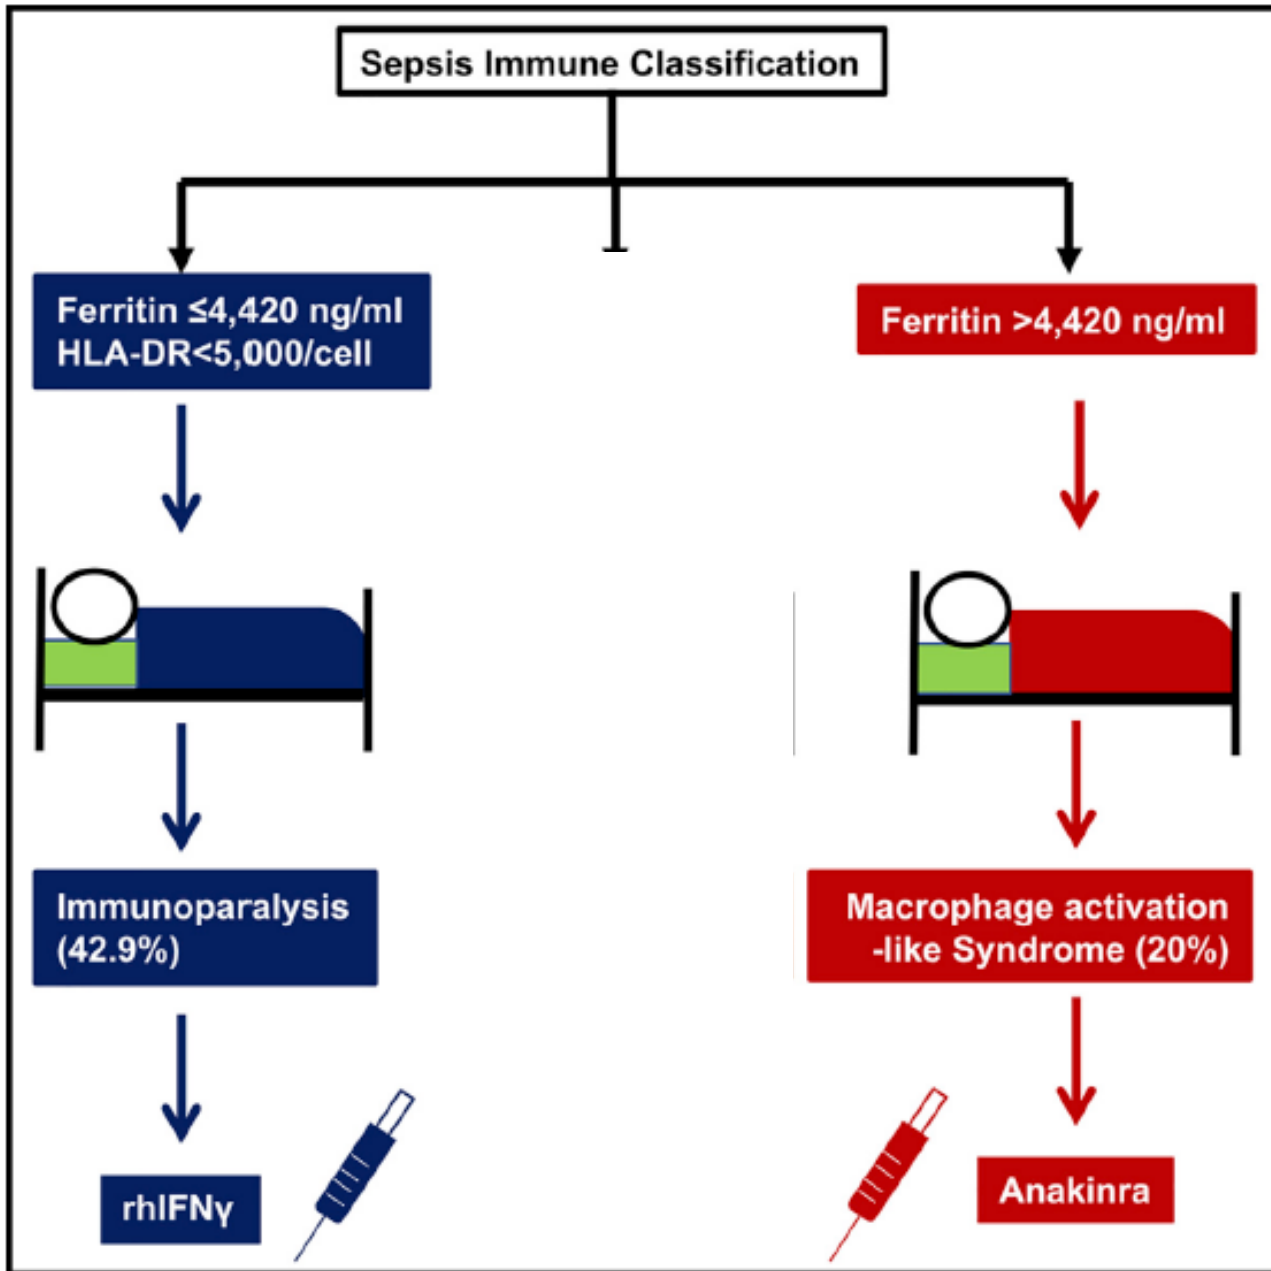 Sepsis Immune Classification
Ferritin ≤4,420 ng/ml
HLA-DR<5,000/cell
Ferritin >4,420 ng/ml
Immunoparalysis
(42.9%)
Macrophage activation
-like Syndrome (20%)
rhIFNγ
Anakinra